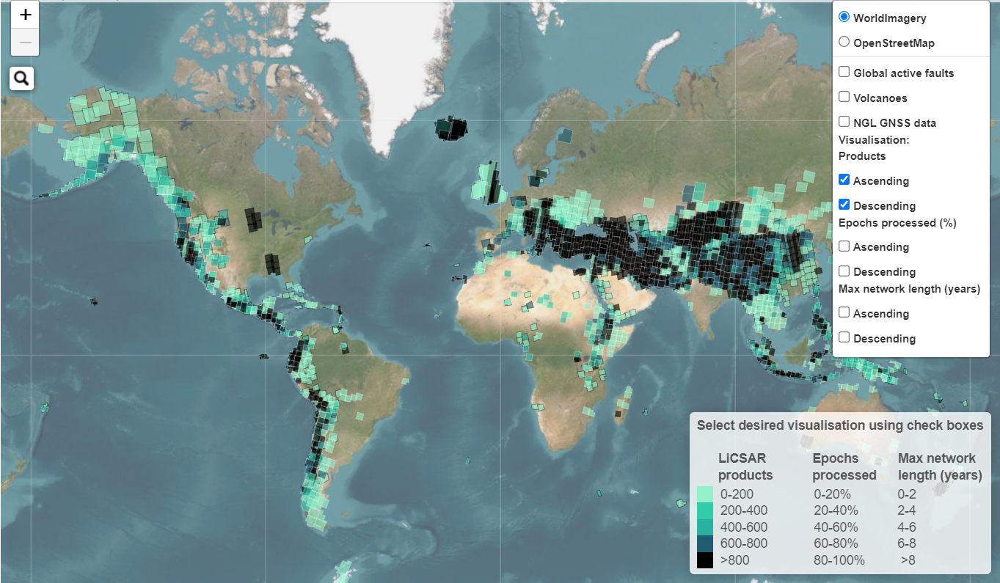 +
−
WorldImagery
OpenStreetMap
Global active faults
Volcanoes
NGL GNSS data
Visualisation:
Products
Ascending
Descending
Epochs processed (%)
Ascending
Descending
Max network length (years)
Ascending
Descending
Select desired visualisation using check boxes
LiCSAR products Epochs processed Max network length (years)
0-200 0-20% 0-2
200-400 20-40% 2-4
400-600 40-60% 4-6
600-800 60-80% 6-8
>800 80-100% >8